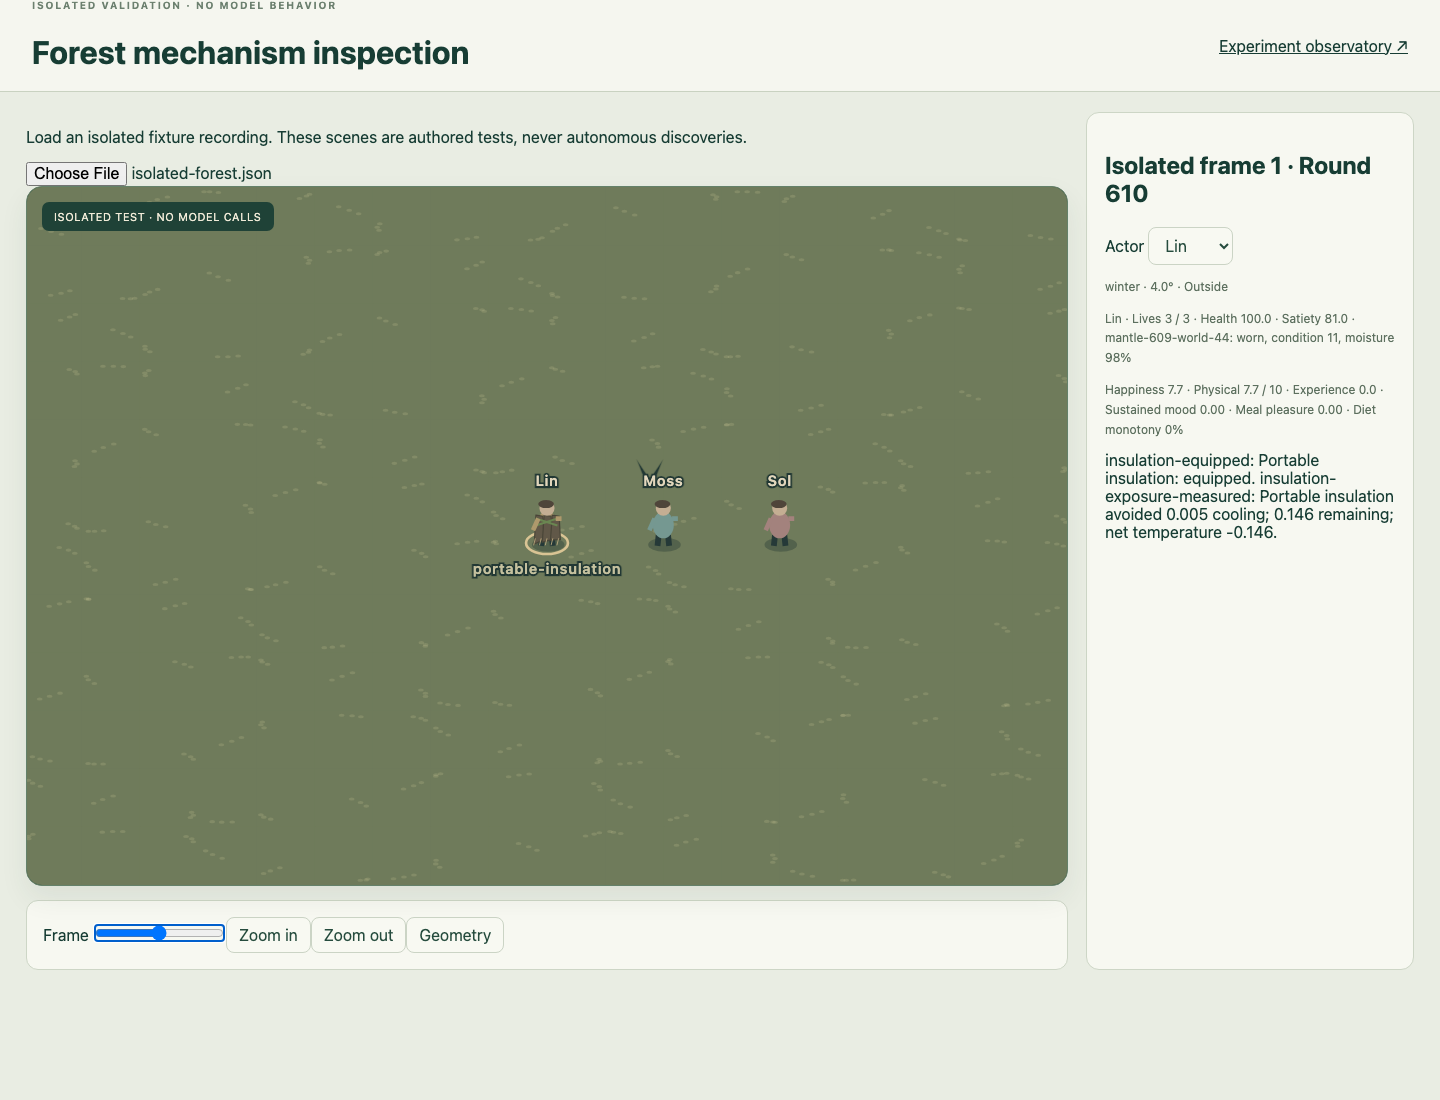 ISOLATED VALIDATION · NO MODEL BEHAVIOR
Forest mechanism inspection
Experiment observatory ↗
Load an isolated fixture recording. These scenes are authored tests, never autonomous discoveries.
Choose File isolated-forest.json
ISOLATED TEST · NO MODEL CALLS
Lin
Moss
Sol
portable-insulation
Frame
Zoom in
Zoom out
Geometry
Isolated frame 1 · Round
610
Actor Lin
winter · 4.0° · Outside
Lin · Lives 3 / 3 · Health 100.0 · Satiety 81.0 ·
mantle-609-world-44: worn, condition 11, moisture
98%
Happiness 7.7 · Physical 7.7 / 10 · Experience 0.0 ·
Sustained mood 0.00 · Meal pleasure 0.00 · Diet
monotony 0%
insulation-equipped: Portable
insulation: equipped. insulation-
exposure-measured: Portable insulation
avoided 0.005 cooling; 0.146 remaining;
net temperature -0.146.